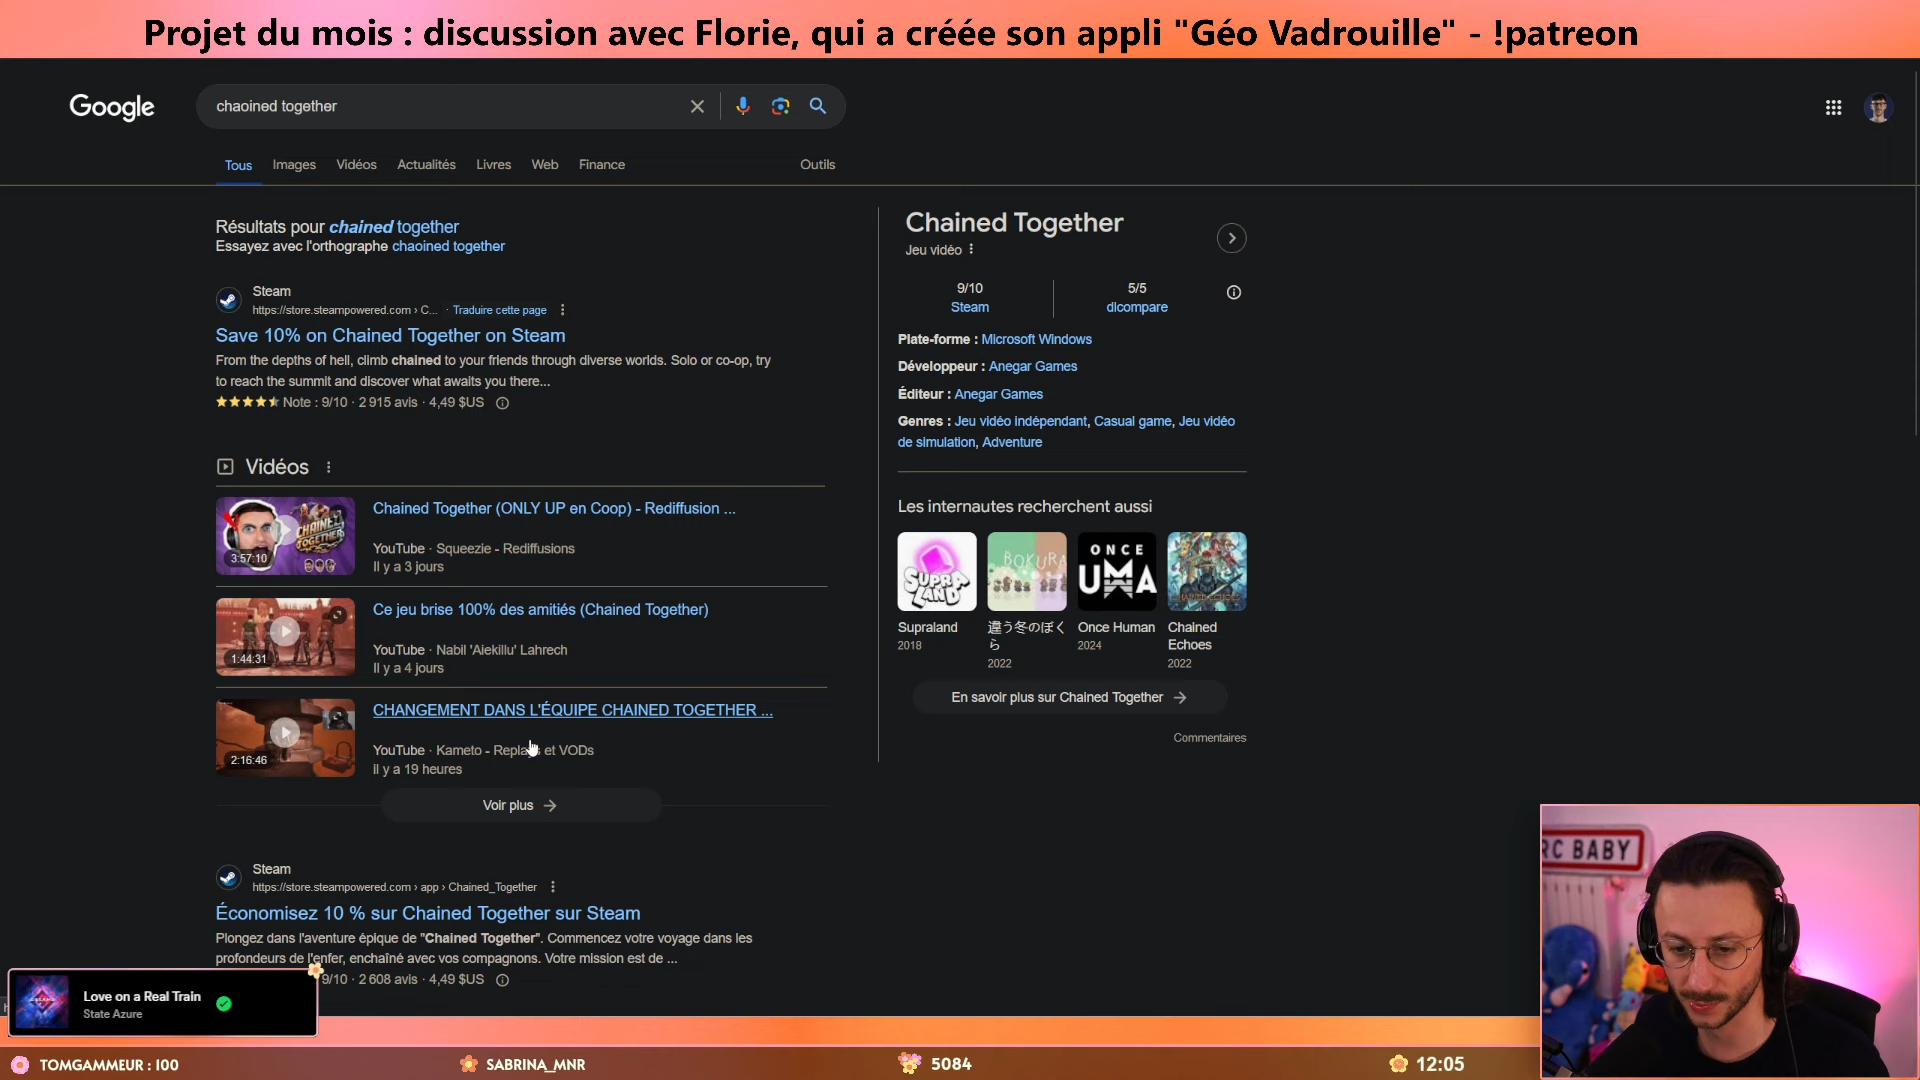 Projet du mois : discussion avec Florie, qui a créée son appli "Géo Vadrouille" - !patreon
Google
chaoined together
Tous
Images
Vidéos
Actualités
Livres
Web
Finance
Outils
Résultats pour chained together
Essayez avec l'orthographe chaoined together
Steam
https://store.steampowered.com › C... · Traduire cette page
Save 10% on Chained Together on Steam
From the depths of hell, climb chained to your friends through diverse worlds. Solo or co-op, try
to reach the summit and discover what awaits you there...
Note : 9/10 · 2 915 avis · 4,49 $US
Vidéos
CHAINED
TOGETHER
3:57:10
Chained Together (ONLY UP en Coop) - Rediffusion ...
YouTube · Squeezie - Rediffusions
Il y a 3 jours
1:44:31
Ce jeu brise 100% des amitiés (Chained Together)
YouTube · Nabil 'Aiekillu' Lahrech
Il y a 4 jours
2:16:46
CHANGEMENT DANS L'ÉQUIPE CHAINED TOGETHER ...
YouTube · Kameto - Replays et VODs
Il y a 19 heures
Voir plus
Steam
https://store.steampowered.com › app › Chained_Together
Économisez 10 % sur Chained Together sur Steam
Plongez dans l'aventure épique de "Chained Together". Commencez votre voyage dans les
profondeurs de l'enfer, enchaîné avec vos compagnons. Votre mission est de ...
9/10 · 2 608 avis · 4,49 $US
Chained Together
Jeu vidéo
9/10
Steam
5/5
dlcompare
Plate-forme : Microsoft Windows
Développeur : Anegar Games
Éditeur : Anegar Games
Genres : Jeu vidéo indépendant, Casual game, Jeu vidéo
de simulation, Adventure
Les internautes recherchent aussi
SUPRA
LAND
BOKURA
ONCE
UMA
CHAINED ECHOES
Supraland
2018
違う冬のぼく
ら
2022
Once Human
2024
Chained
Echoes
2022
En savoir plus sur Chained Together
Commentaires
RC BABY
Love on a Real Train
State Azure
TOMGAMMEUR : 100
SABRINA_MNR
5084
12:05